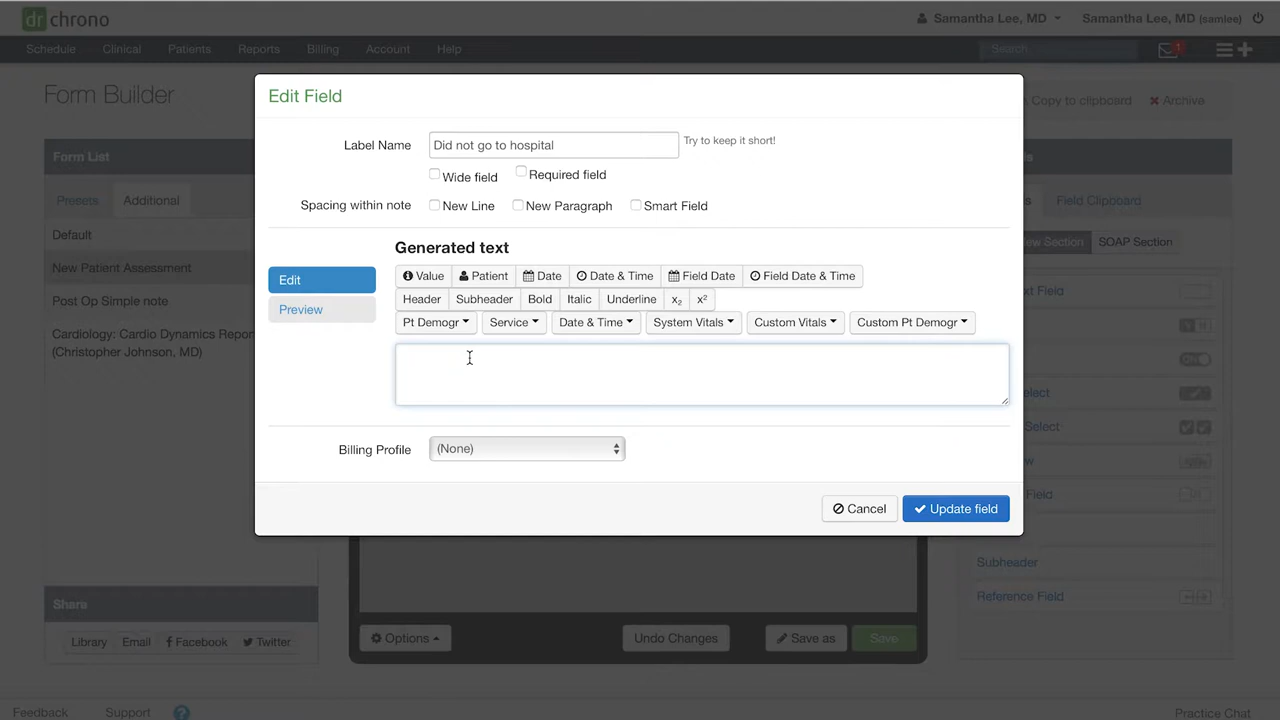 dr chrono
Samantha Lee, MD
Samantha Lee, MD (samlee)
Schedule
Clinical
Patients
Reports
Billing
Account
Help
Search
1
Form Builder
Copy to clipboard
Archive
Form List
Presets
Additional
Default
New Patient Assessment
Post Op Simple note
Cardiology: Cardio Dynamics Repor
(Christopher Johnson, MD)
Share
Library
Email
Facebook
Twitter
Edit Field
Label Name
Did not go to hospital
Try to keep it short!
Wide field
Required field
Spacing within note
New Line
New Paragraph
Smart Field
Generated text
Edit
Preview
Value
Patient
Date
Date & Time
Field Date
Field Date & Time
Header
Subheader
Bold
Italic
Underline
x₂
x²
Pt Demogr
Service
Date & Time
System Vitals
Custom Vitals
Custom Pt Demogr
Billing Profile
(None)
Cancel
Update field
Options
Undo Changes
Save as
Save
Field Clipboard
Section
SOAP Section
Field
ON
elect
Select
Field
Subheader
Reference Field
Feedback
Support
?
Practice Chat